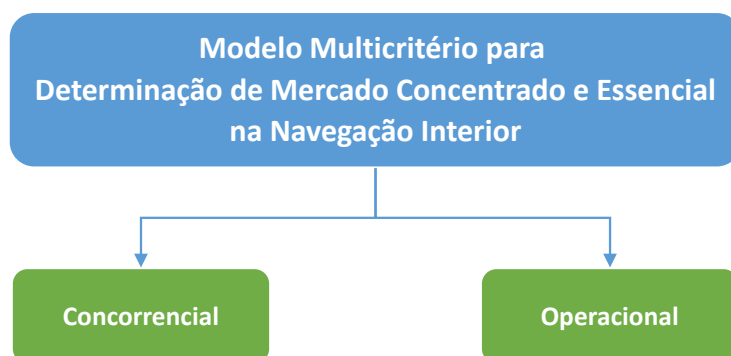 Modelo Multicritério para
Determinação de Mercado Concentrado e Essencial
na Navegação Interior
Concorrencial
Operacional